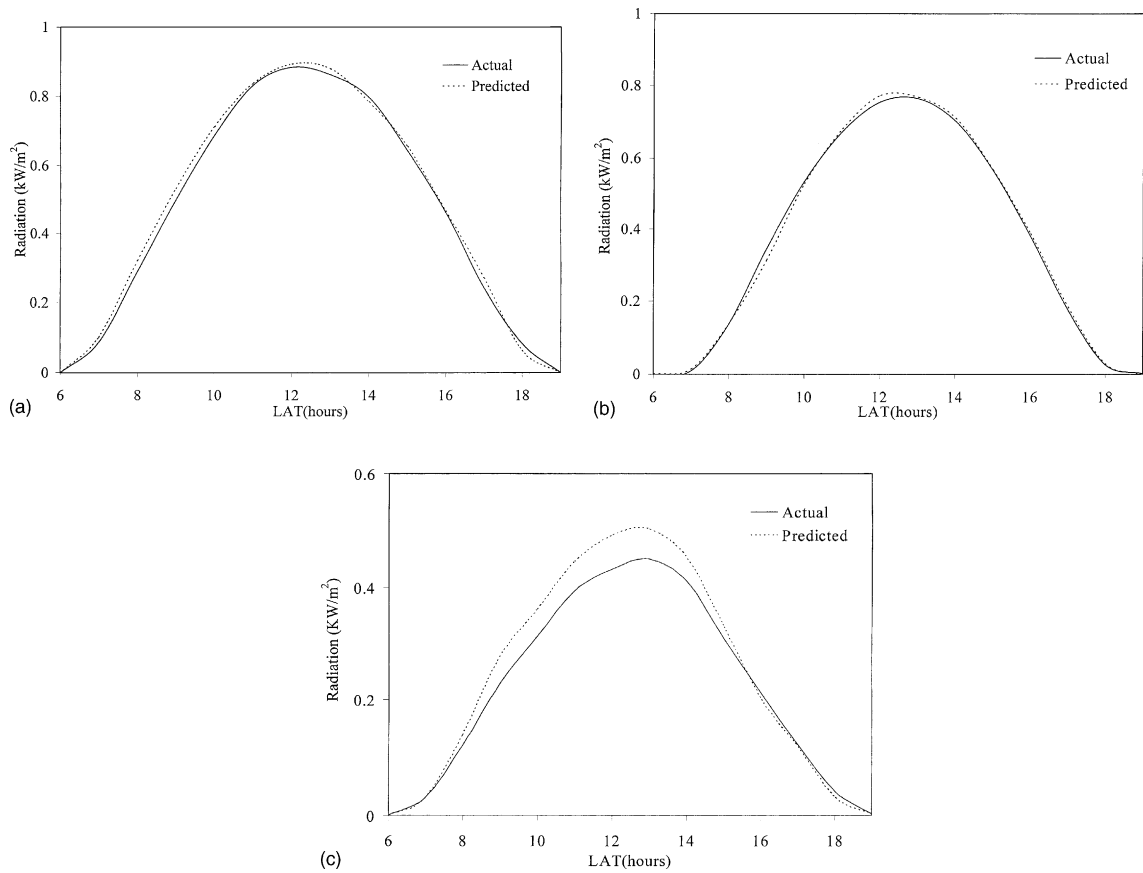 1
0.8
0.6
0.4
0.2
0
Radiation (kW/m²)
Actual
Predicted
6 8 10 12 14 16 18
LAT(hours)
(a)
1
0.8
0.6
0.4
0.2
0
Radiation (kW/m²)
Actual
Predicted
6 8 10 12 14 16 18
LAT(hours)
(b)
0.6
0.4
0.2
0
Radiation (KW/m²)
Actual
Predicted
6 8 10 12 14 16 18
LAT(hours)
(c)